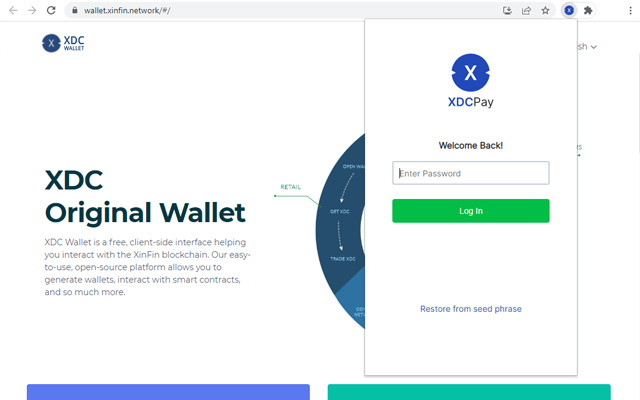 wallet.xinfin.network/#/
XDC
WALLET
sh
X
XDCPay
Welcome Back!
Enter Password
Log In
Restore from seed phrase
XDC
Original Wallet
XDC Wallet is a free, client-side interface helping
you interact with the XinFin blockchain. Our easy-
to-use, open-source platform allows you to
generate wallets, interact with smart contracts,
and so much more.
RETAIL
OPEN WAL
GET XDC
TRADE XDC